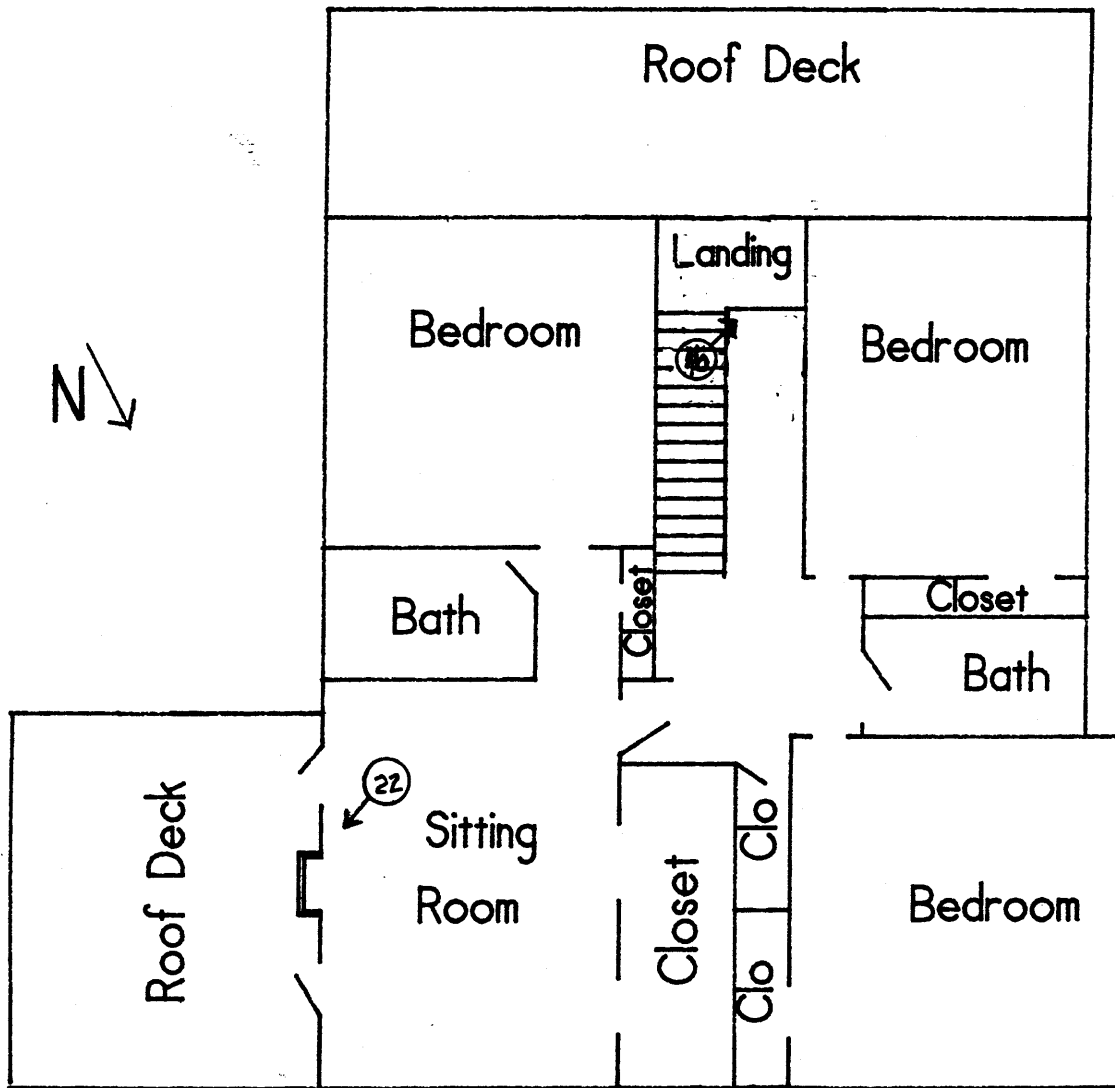 Roof Deck
Landing
Bedroom
Bedroom
N
Closet
Bath
Closet
Bath
22
Sitting
Room
Roof Deck
Closet
Clo
Clo
Bedroom